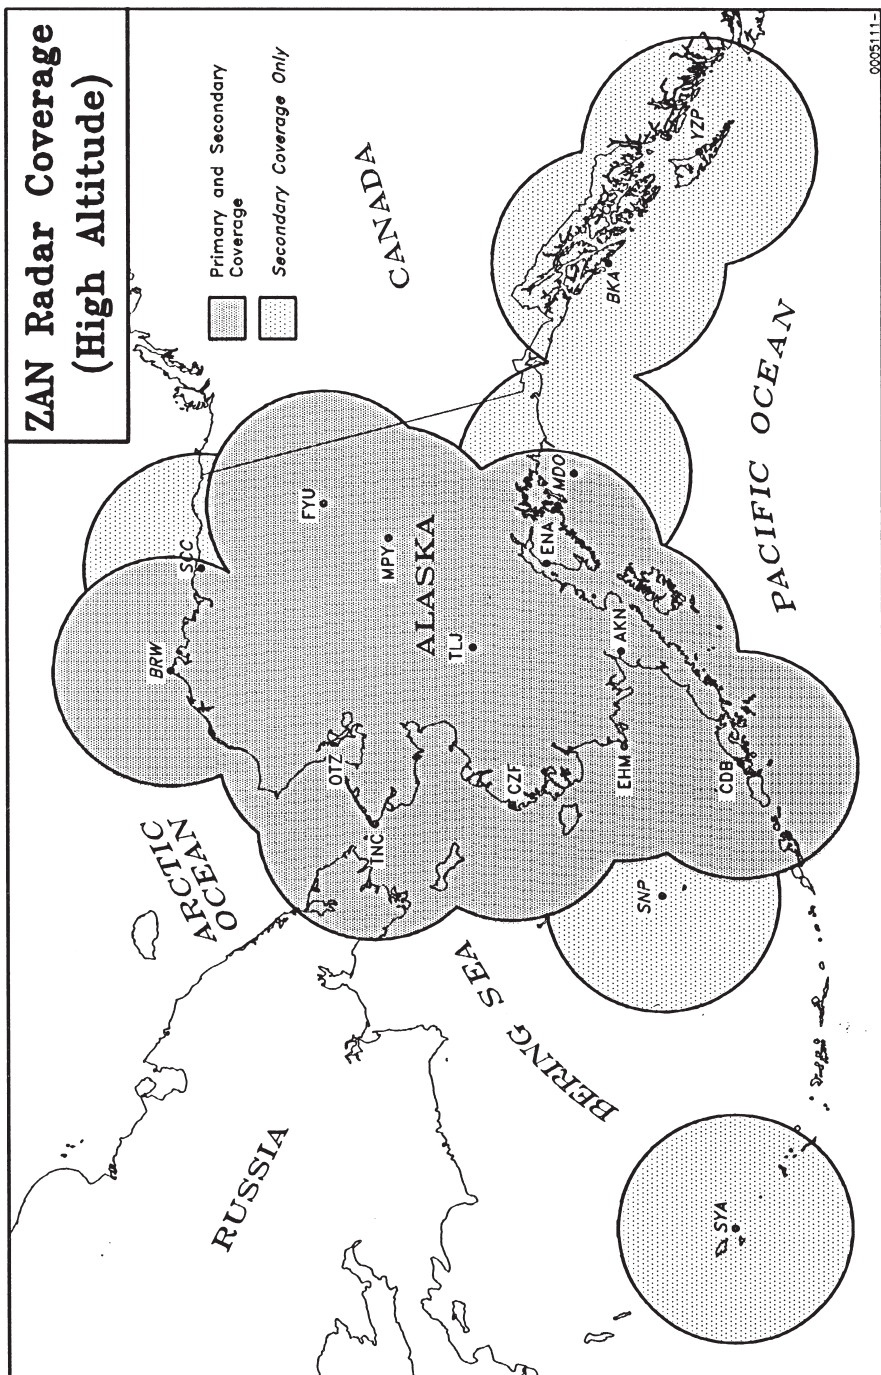 ZAN Radar Coverage
(High Altitude)
Primary and Secondary
Coverage
Secondary Coverage Only
CANADA
ARCTIC
OCEAN
RUSSIA
BERING SEA
ALASKA
PACIFIC OCEAN
BRW
SCC
FYU
MPY
OTZ
TNC
TLJ
CZF
ENA
MDO
AKN
EHM
CDB
SNP
SYA
BKA
YZP
0005111-